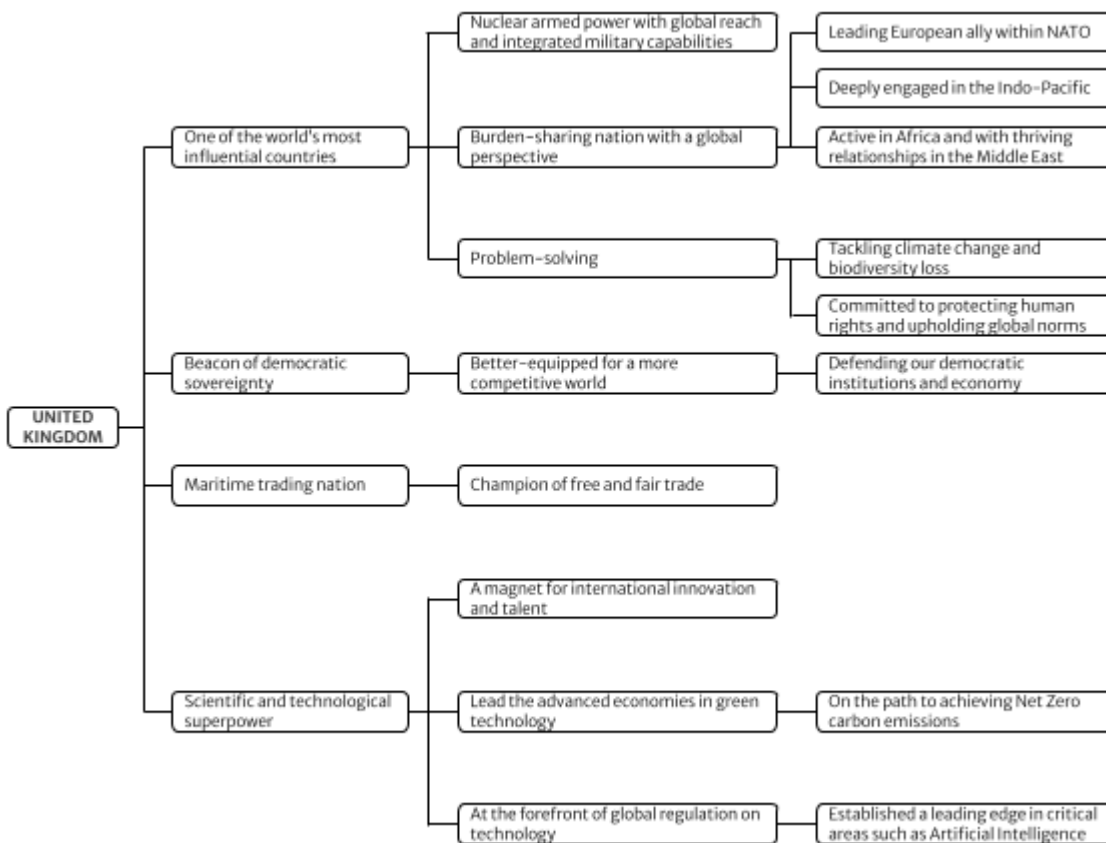 Nuclear armed power with global reach
and integrated military capabilities
Leading European ally within NATO
Deeply engaged in the Indo-Pacific
One of the world's most
influential countries
Burden-sharing nation with a global
perspective
Active in Africa and with thriving
relationships in the Middle East
Problem-solving
Tackling climate change and
biodiversity loss
Committed to protecting human
rights and upholding global norms
Beacon of democratic
sovereignty
Better-equipped for a more
competitive world
Defending our democratic
institutions and economy
UNITED
KINGDOM
Maritime trading nation
Champion of free and fair trade
A magnet for international innovation
and talent
Scientific and technological
superpower
Lead the advanced economies in green
technology
On the path to achieving Net Zero
carbon emissions
At the forefront of global regulation on
technology
Established a leading edge in critical
areas such as Artificial Intelligence